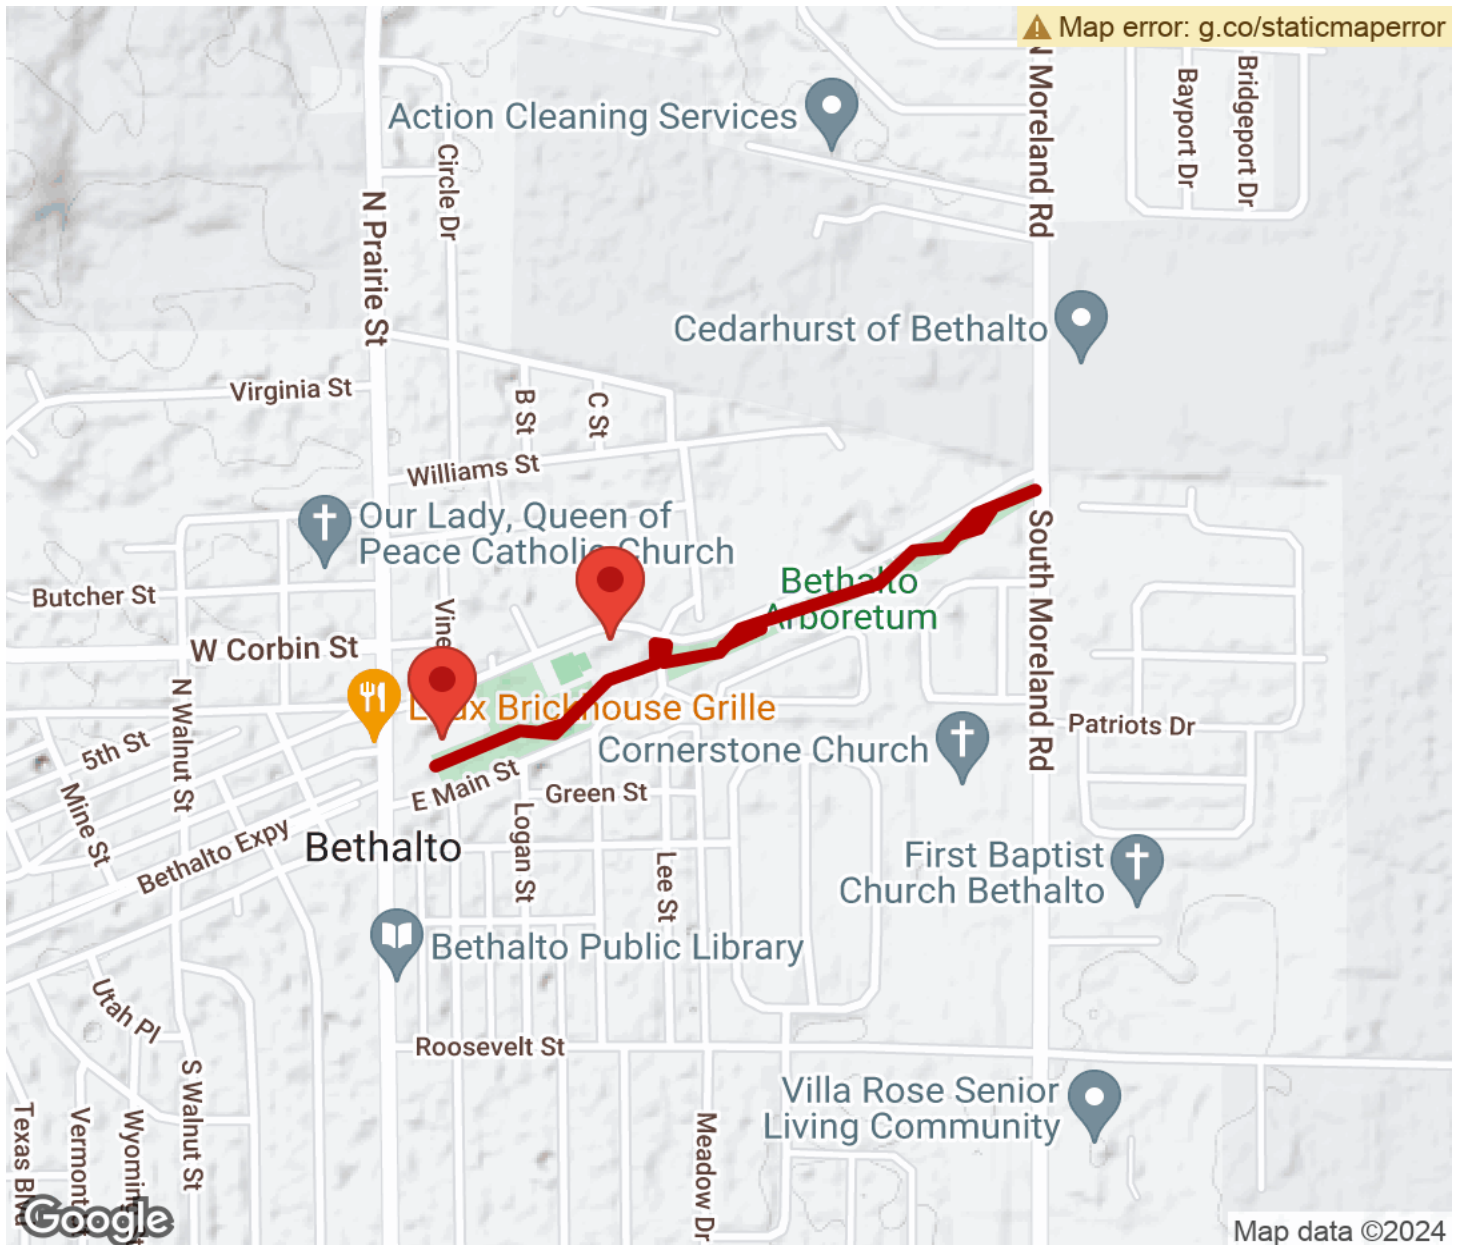 Map error: g.co/staticmaperror
N Moreland Rd
Bayport Dr
Bridgeport Dr
Action Cleaning Services
Circle Dr
N Prairie St
Cedarhurst of Bethalto
Virginia St
B St
C St
Williams St
Our Lady, Queen of
Peace Catholic Church
South Moreland Rd
Butcher St
Bethalto
Arboretum
Vine
W Corbin St
N Walnut St
Brickhouse Grille
Patriots Dr
5th St
Cornerstone Church
E Main St
Green St
Mine St
Logan St
Bethalto Expy
Bethalto
Lee St
First Baptist
Church Bethalto
Bethalto Public Library
Utah Pl
Roosevelt St
S Walnut St
Villa Rose Senior
Living Community
Texas Blvd
Vermont
Wyoming
Meadow Dr
Google
Map data ©2024